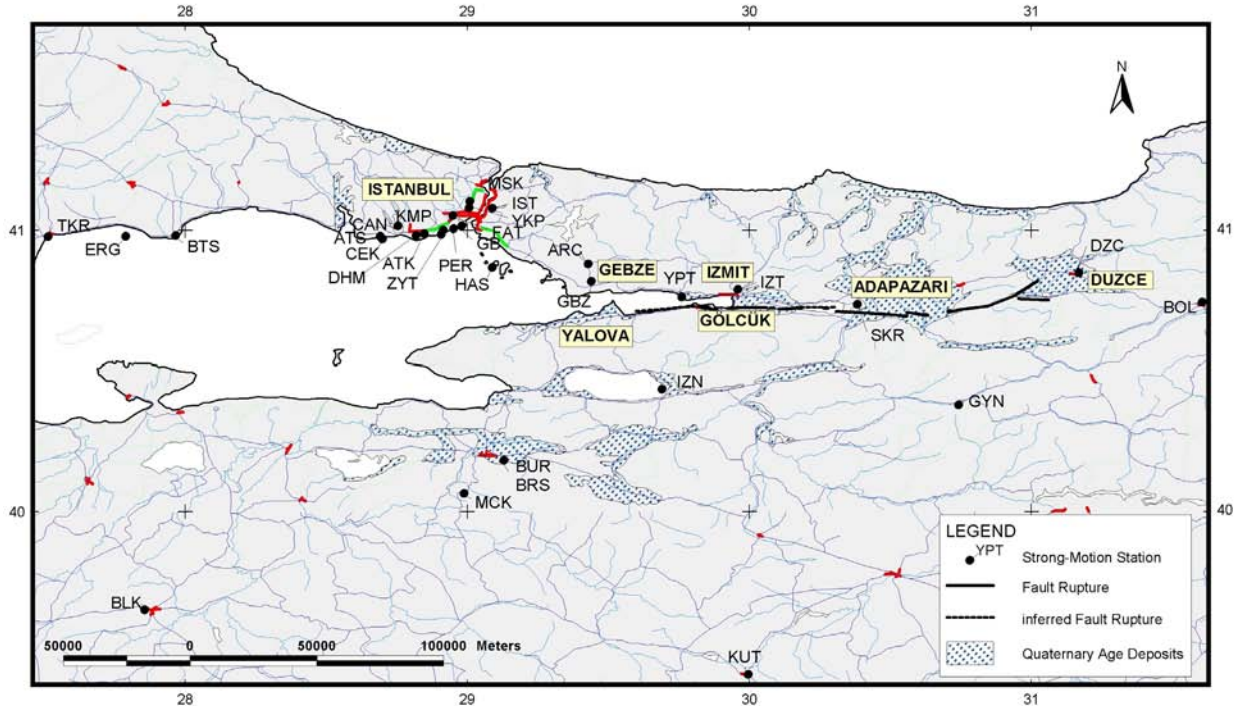 28 29 30 31
N
41 41
40 40
MSK
ISTANBUL
IST
KMP
YKP
CAN
TKR
ATS
FAT
ERG
BTS
CEK
GB
DHM
ATK
PER
ZYT
HAS
ARC
GEBZE
GBZ
YPT
IZMIT
IZT
DZC
ADAPAZARI
DUZCE
BOL
YALOVA
GÖLCÜK
SKR
IZN
GYN
BUR
BRS
MCK
BLK
KUT
50000 0 50000 100000 Meters
LEGEND
YPT
Strong-Motion Station
Fault Rupture
inferred Fault Rupture
Quaternary Age Deposits
28 29 30 31